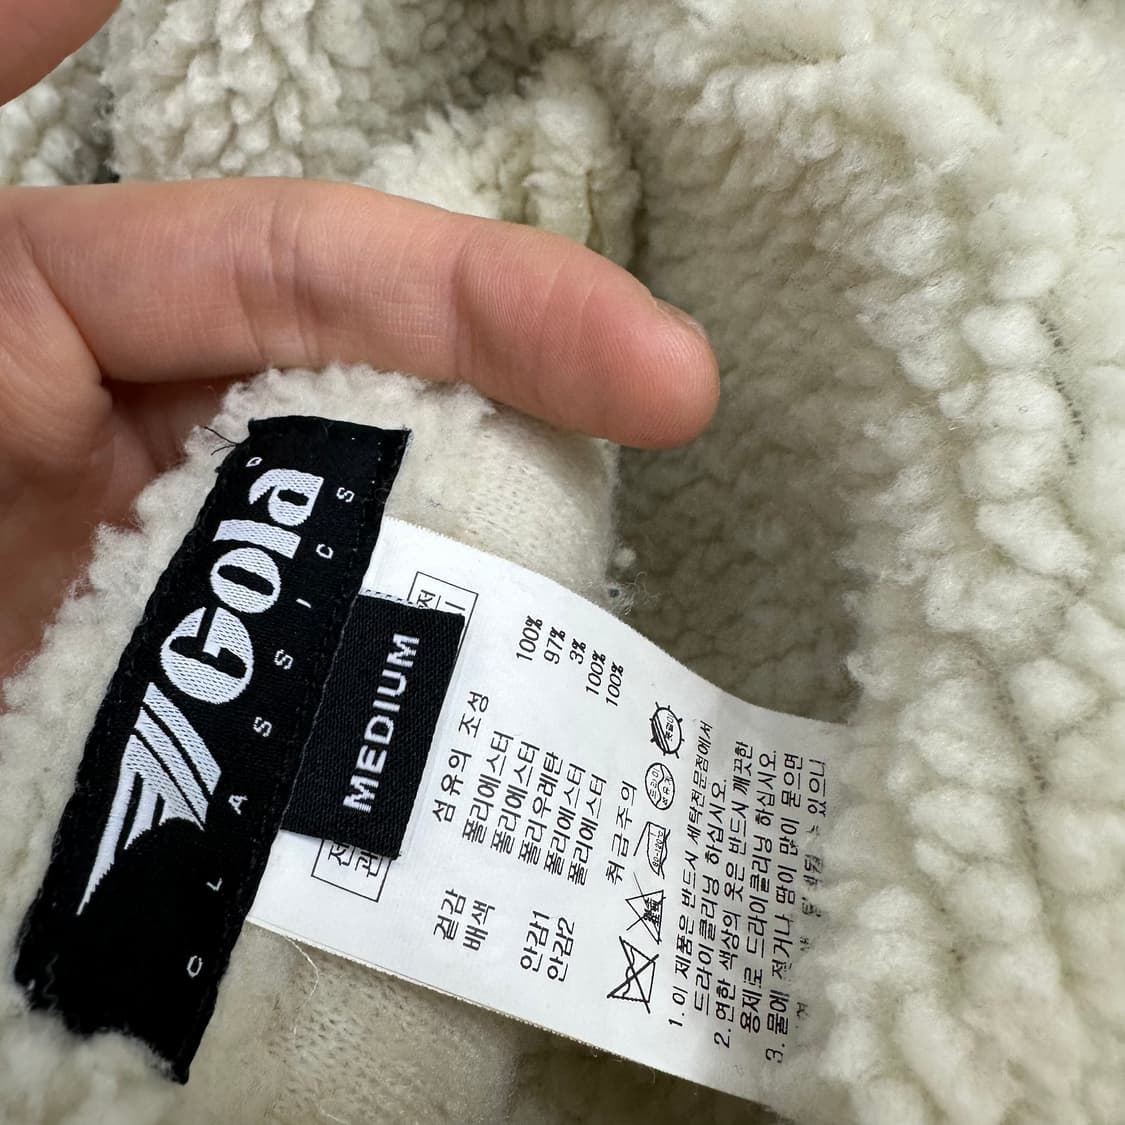 Gola
CLASSICS
MEDIUM
섬유의 조성
겉감 폴리에스터 100%
배색 폴리에스터 97%
폴리우레탄 3%
안감1 폴리에스터 100%
안감2 폴리에스터 100%
취급주의
1. 이 제품은 반드시 세탁전문점에서
드라이클리닝 하십시오.
2. 연한 색상의 옷은 반드시 깨끗한
용제로 드라이클리닝 하십시오.
3. 물에 젖거나 땀이 많이 묻으면
있으니